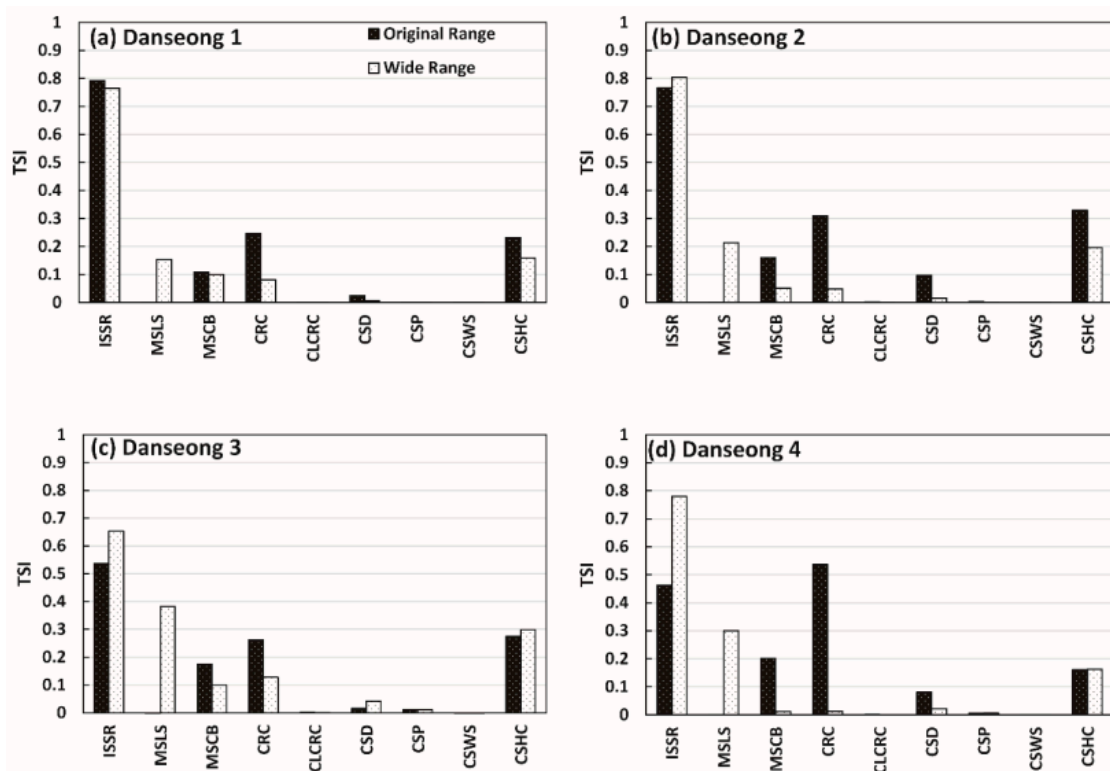 (a) Danseong 1
Original Range
Wide Range
TSI
1
0.9
0.8
0.7
0.6
0.5
0.4
0.3
0.2
0.1
0
ISSR
MSLS
MSCB
CRC
CLCRC
CSD
CSP
CSWS
CSHC
(b) Danseong 2
TSI
1
0.9
0.8
0.7
0.6
0.5
0.4
0.3
0.2
0.1
0
ISSR
MSLS
MSCB
CRC
CLCRC
CSD
CSP
CSWS
CSHC
(c) Danseong 3
TSI
1
0.9
0.8
0.7
0.6
0.5
0.4
0.3
0.2
0.1
0
ISSR
MSLS
MSCB
CRC
CLCRC
CSD
CSP
CSWS
CSHC
(d) Danseong 4
TSI
1
0.9
0.8
0.7
0.6
0.5
0.4
0.3
0.2
0.1
0
ISSR
MSLS
MSCB
CRC
CLCRC
CSD
CSP
CSWS
CSHC